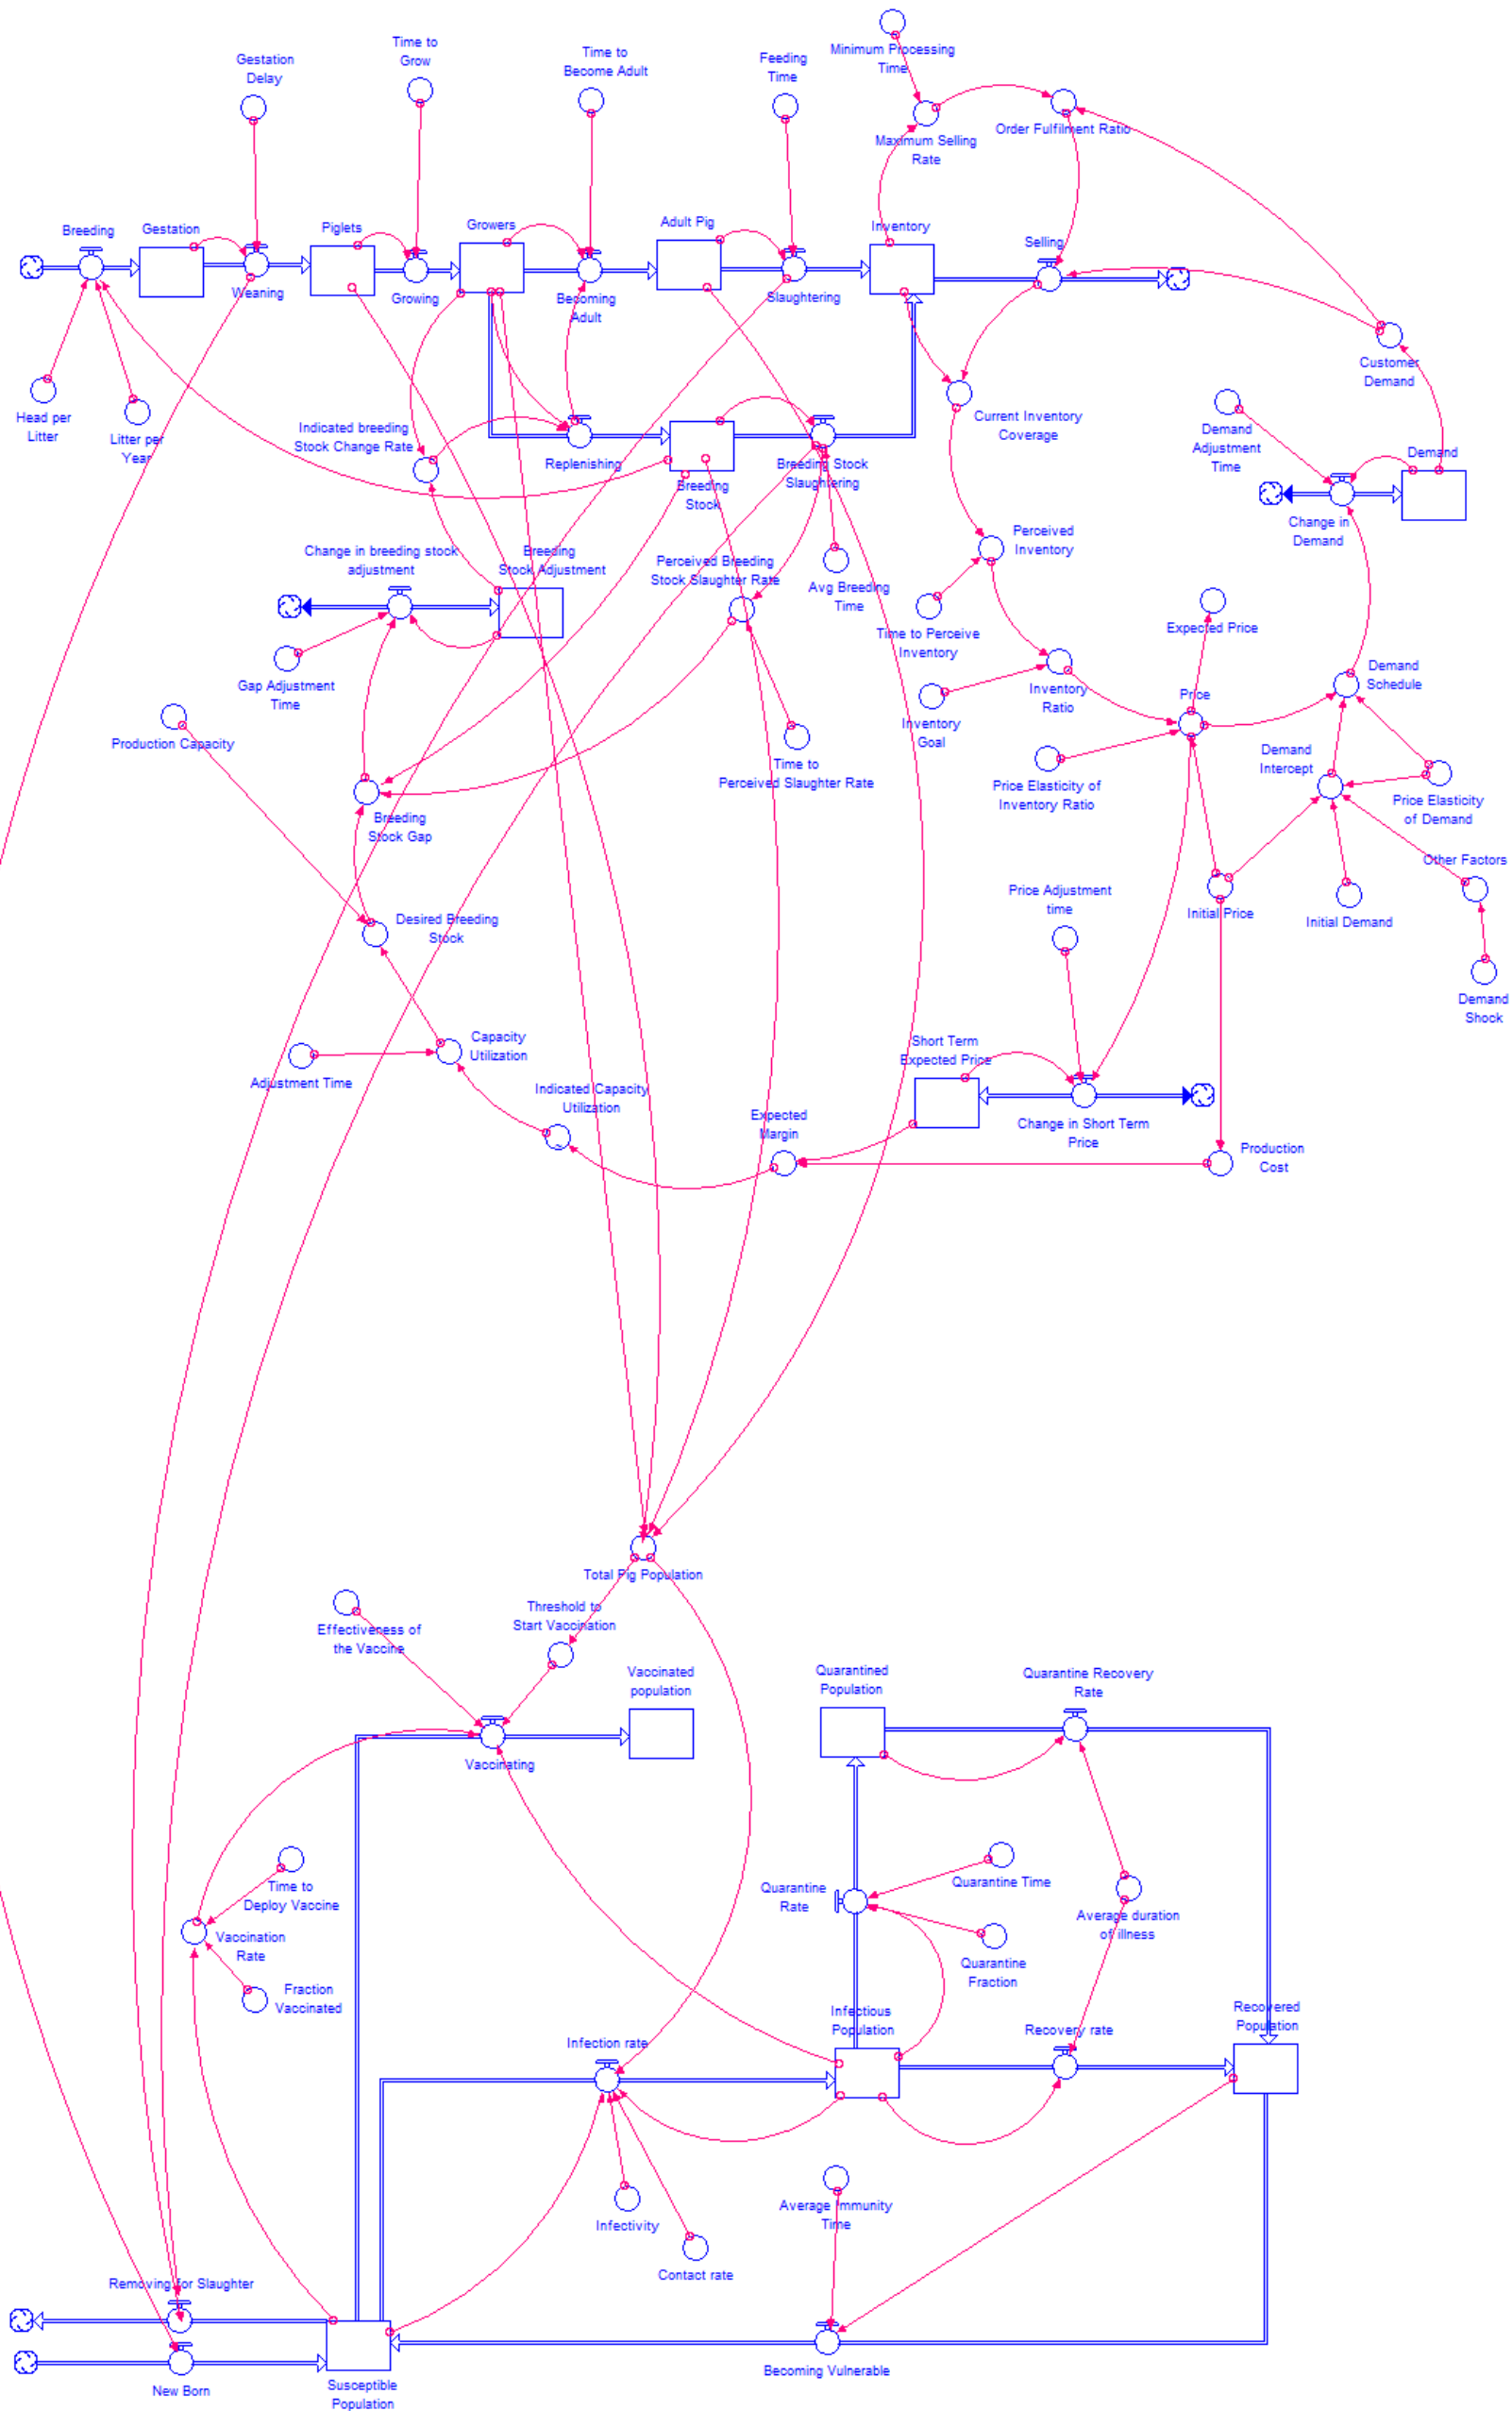 Minimum Processing
Time
Time to
Grow
Time to
Become Adult
Gestation
Delay
Feeding
Time
Order Fulfilment Ratio
Maximum Selling
Rate
Breeding
Gestation
Piglets
Growers
Adult Pig
Inventory
Selling
Weaning
Growing
Becoming
Adult
Slaughtering
Customer
Demand
Head per
Litter
Litter per
Year
Indicated breeding
Stock Change Rate
Replenishing
Breeding
Stock
Breeding Stock
Slaughtering
Current Inventory
Coverage
Demand
Adjustment
Time
Demand
Change in
Demand
Change in breeding stock
adjustment
Breeding
Stock Adjustment
Perceived Breeding
Stock Slaughter Rate
Avg Breeding
Time
Perceived
Inventory
Time to Perceive
Inventory
Expected Price
Gap Adjustment
Time
Inventory
Ratio
Demand
Schedule
Price
Production Capacity
Inventory
Goal
Time to
Perceived Slaughter Rate
Demand
Intercept
Price Elasticity of
Inventory Ratio
Price Elasticity
of Demand
Breeding
Stock Gap
Other Factors
Price Adjustment
time
Initial Price
Initial Demand
Desired Breeding
Stock
Demand
Shock
Capacity
Utilization
Adjustment Time
Short Term
Expected Price
Indicated Capacity
Utilization
Expected
Margin
Change in Short Term
Price
Production
Cost
Total Pig Population
Effectiveness of
the Vaccine
Threshold to
Start Vaccination
Vaccinated
population
Quarantined
Population
Quarantine Recovery
Rate
Vaccinating
Time to
Deploy Vaccine
Quarantine
Rate
Quarantine Time
Average duration
of illness
Vaccination
Rate
Quarantine
Fraction
Fraction
Vaccinated
Infection rate
Infectious
Population
Recovery rate
Recovered
Population
Infectivity
Average Immunity
Time
Contact rate
Removing for Slaughter
Becoming Vulnerable
New Born
Susceptible
Population